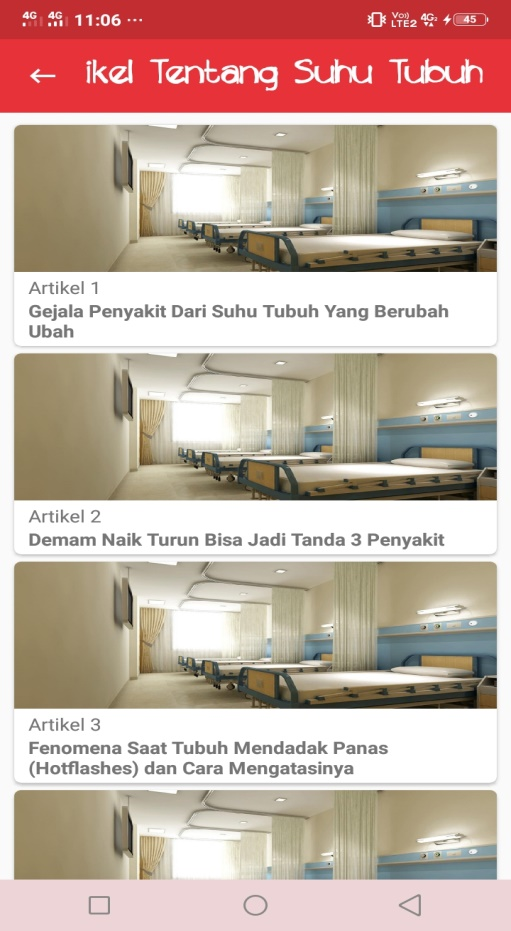 4G 4G 11:06 ··· Vo)) LTE2 4G2 45
ikel Tentang Suhu Tubuh
Artikel 1
Gejala Penyakit Dari Suhu Tubuh Yang Berubah
Ubah
Artikel 2
Demam Naik Turun Bisa Jadi Tanda 3 Penyakit
Artikel 3
Fenomena Saat Tubuh Mendadak Panas
(Hotflashes) dan Cara Mengatasinya